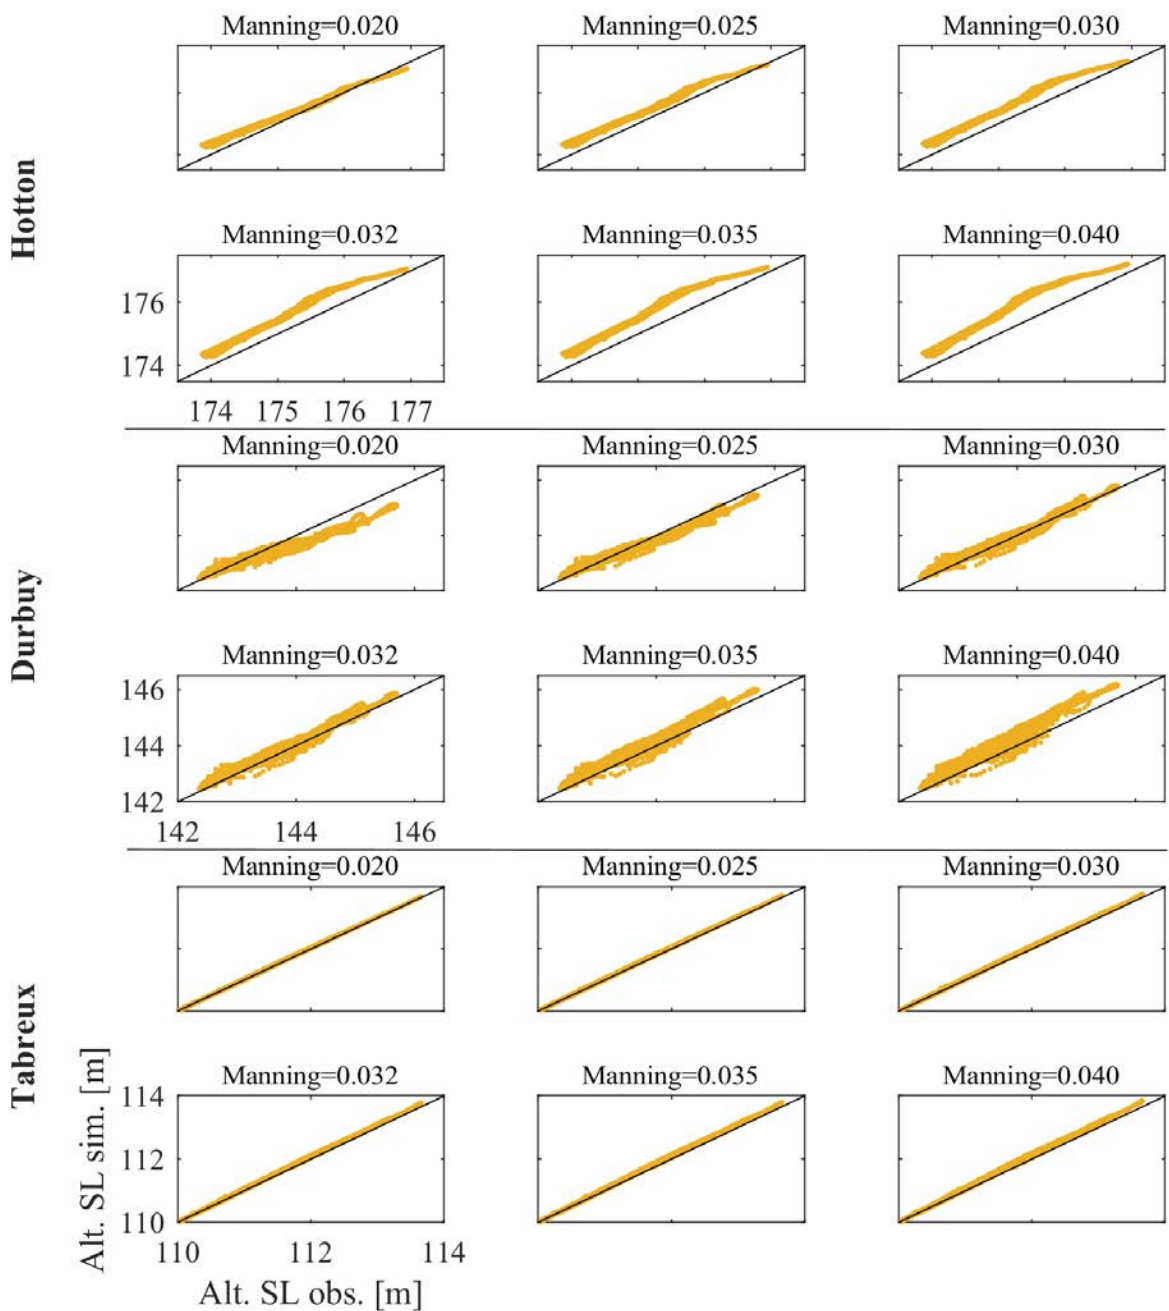 Hotton
Manning=0.020
Manning=0.025
Manning=0.030
Manning=0.032
Manning=0.035
Manning=0.040
176
174
174 175 176 177
Durbuy
Manning=0.020
Manning=0.025
Manning=0.030
Manning=0.032
Manning=0.035
Manning=0.040
146
144
142
142 144 146
Tabreux
Manning=0.020
Manning=0.025
Manning=0.030
Manning=0.032
Manning=0.035
Manning=0.040
Alt. SL sim. [m]
114
112
110
110 112 114
Alt. SL obs. [m]